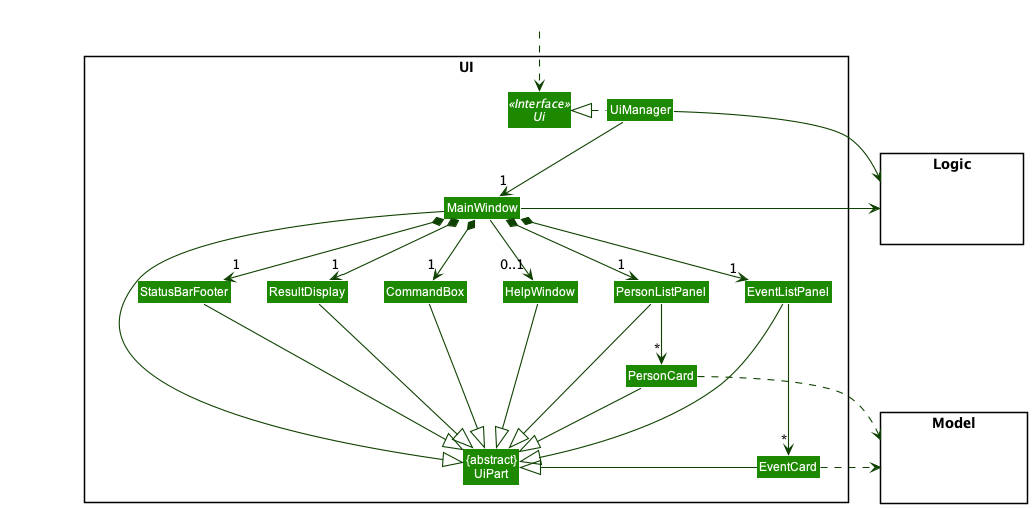 UI
«Interface»
Ui
UiManager
Logic
1
MainWindow
1
1
1
0..1
1
1
StatusBarFooter
ResultDisplay
CommandBox
HelpWindow
PersonListPanel
EventListPanel
*
PersonCard
Model
*
{abstract}
UiPart
EventCard